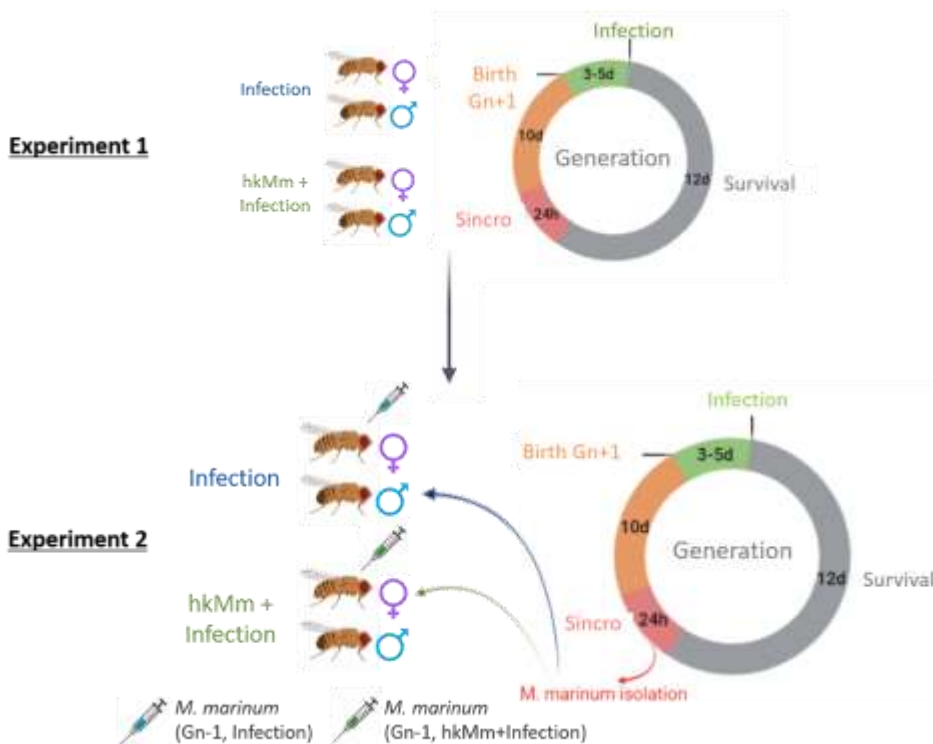 Experiment 1
Infection
hkMm +
Infection
Infection
3-5d
Birth
Gn+1
10d
Generation
12d
Survival
Sincro
24h
Experiment 2
Infection
hkMm +
Infection
Infection
3-5d
Birth Gn+1
10d
Generation
12d
Survival
Sincro
24h
M. marinum isolation
M. marinum
(Gn-1, Infection)
M. marinum
(Gn-1, hkMm+Infection)